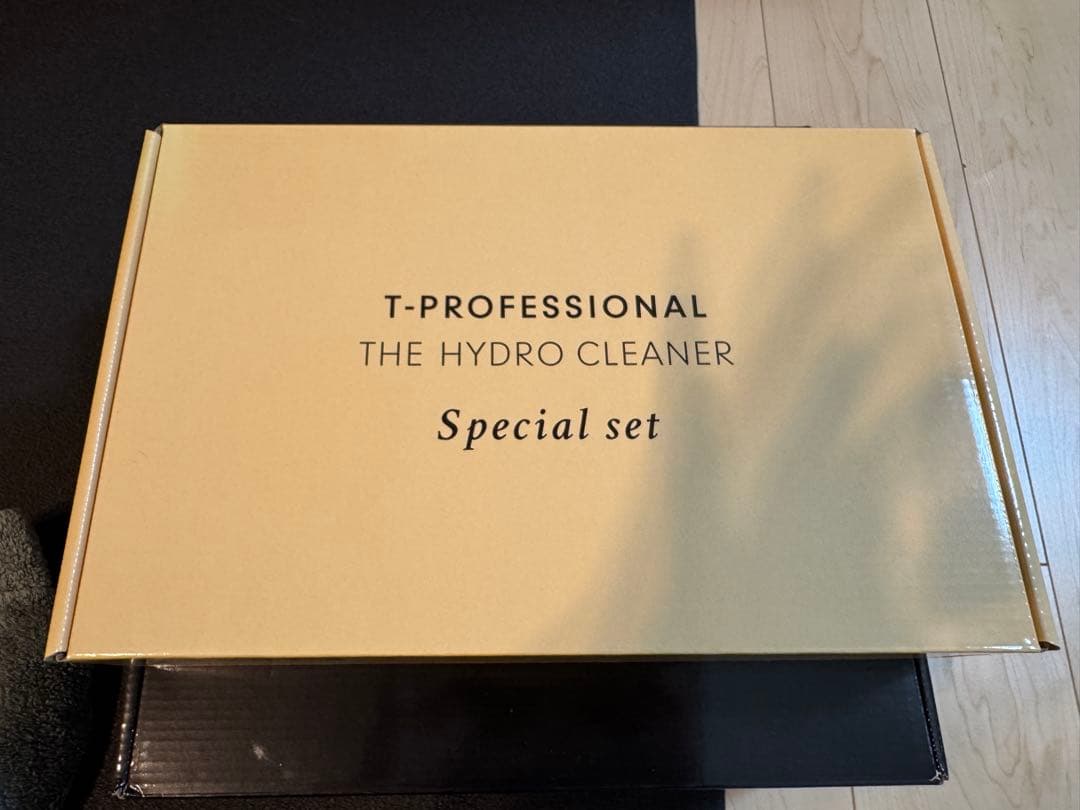 T-PROFESSIONAL
THE HYDRO CLEANER
Special set